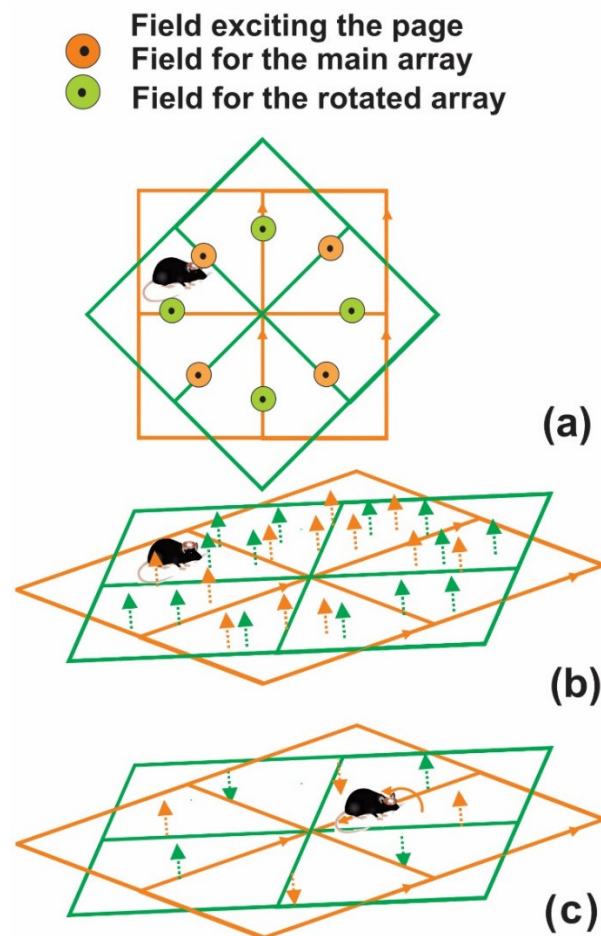 Field exciting the page
Field for the main array
Field for the rotated array
(a)
(b)
(c)